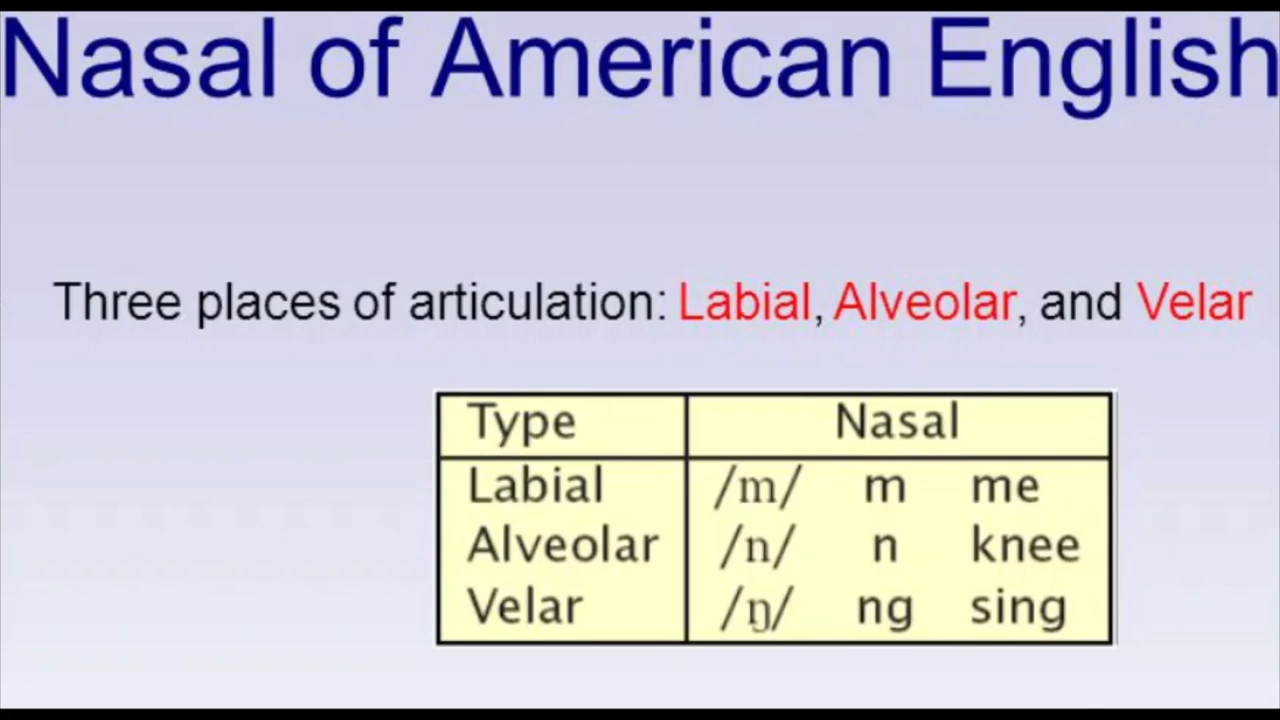 Nasal of American English
Three places of articulation: Labial, Alveolar, and Velar
Type Nasal
Labial /m/ m me
Alveolar /n/ n knee
Velar /ŋ/ ng sing